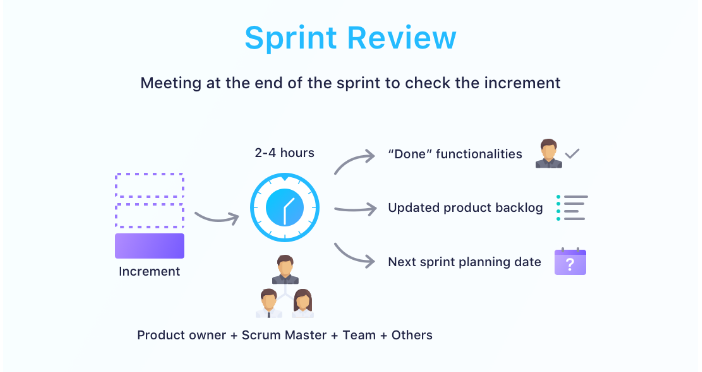 Sprint Review
Meeting at the end of the sprint to check the increment
2-4 hours
“Done” functionalities
Updated product backlog
Increment
Next sprint planning date
?
Product owner + Scrum Master + Team + Others